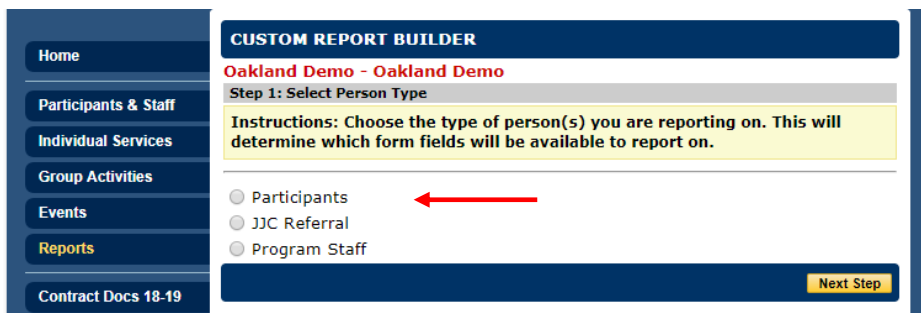 Home
Participants & Staff
Individual Services
Group Activities
Events
Reports
Contract Docs 18-19
CUSTOM REPORT BUILDER
Oakland Demo - Oakland Demo
Step 1: Select Person Type
Instructions: Choose the type of person(s) you are reporting on. This will
determine which form fields will be available to report on.
Participants
JJC Referral
Program Staff
Next Step